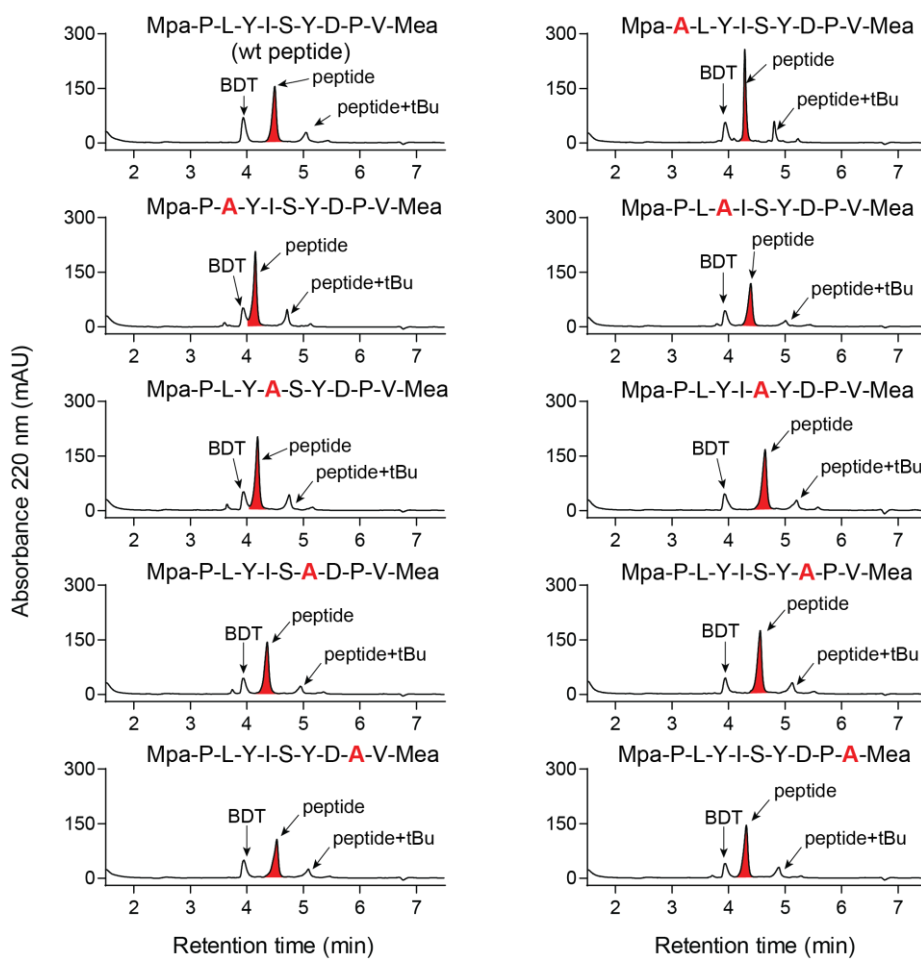 Absorbance 220 nm (mAU)
Mpa-P-L-Y-I-S-Y-D-P-V-Mea
(wt peptide)
300
150
0
BDT
peptide
peptide+tBu
2 3 4 5 6 7
Mpa-A-L-Y-I-S-Y-D-P-V-Mea
300
150
0
BDT
peptide
peptide+tBu
2 3 4 5 6 7
Mpa-P-A-Y-I-S-Y-D-P-V-Mea
300
150
0
BDT
peptide
peptide+tBu
2 3 4 5 6 7
Mpa-P-L-A-I-S-Y-D-P-V-Mea
300
150
0
BDT
peptide
peptide+tBu
2 3 4 5 6 7
Mpa-P-L-Y-A-S-Y-D-P-V-Mea
300
150
0
BDT
peptide
peptide+tBu
2 3 4 5 6 7
Mpa-P-L-Y-I-A-Y-D-P-V-Mea
300
150
0
BDT
peptide
peptide+tBu
2 3 4 5 6 7
Mpa-P-L-Y-I-S-A-D-P-V-Mea
300
150
0
BDT
peptide
peptide+tBu
2 3 4 5 6 7
Mpa-P-L-Y-I-S-Y-A-P-V-Mea
300
150
0
BDT
peptide
peptide+tBu
2 3 4 5 6 7
Mpa-P-L-Y-I-S-Y-D-A-V-Mea
300
150
0
BDT
peptide
peptide+tBu
2 3 4 5 6 7
Retention time (min)
Mpa-P-L-Y-I-S-Y-D-P-A-Mea
300
150
0
BDT
peptide
peptide+tBu
2 3 4 5 6 7
Retention time (min)